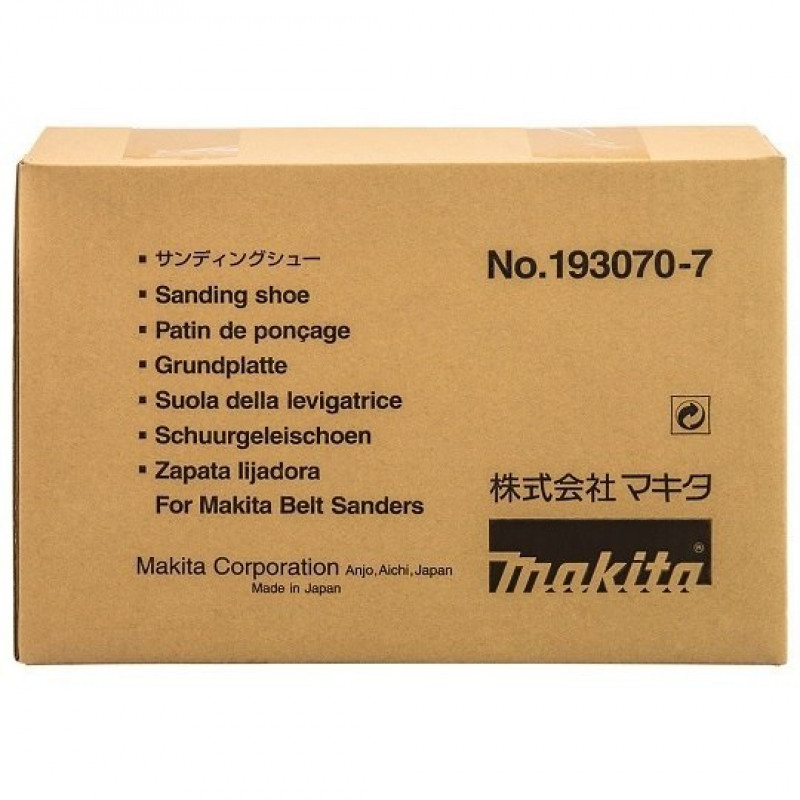 ▪ サンディングシュー
▪ Sanding shoe
▪ Patin de ponçage
▪ Grundplatte
▪ Suola della levigatrice
▪ Schuurgeleischoen
▪ Zapata lijadora
For Makita Belt Sanders
Makita Corporation Anjo, Aichi, Japan
Made in Japan
No.193070-7
株式会社 マキタ
makita®